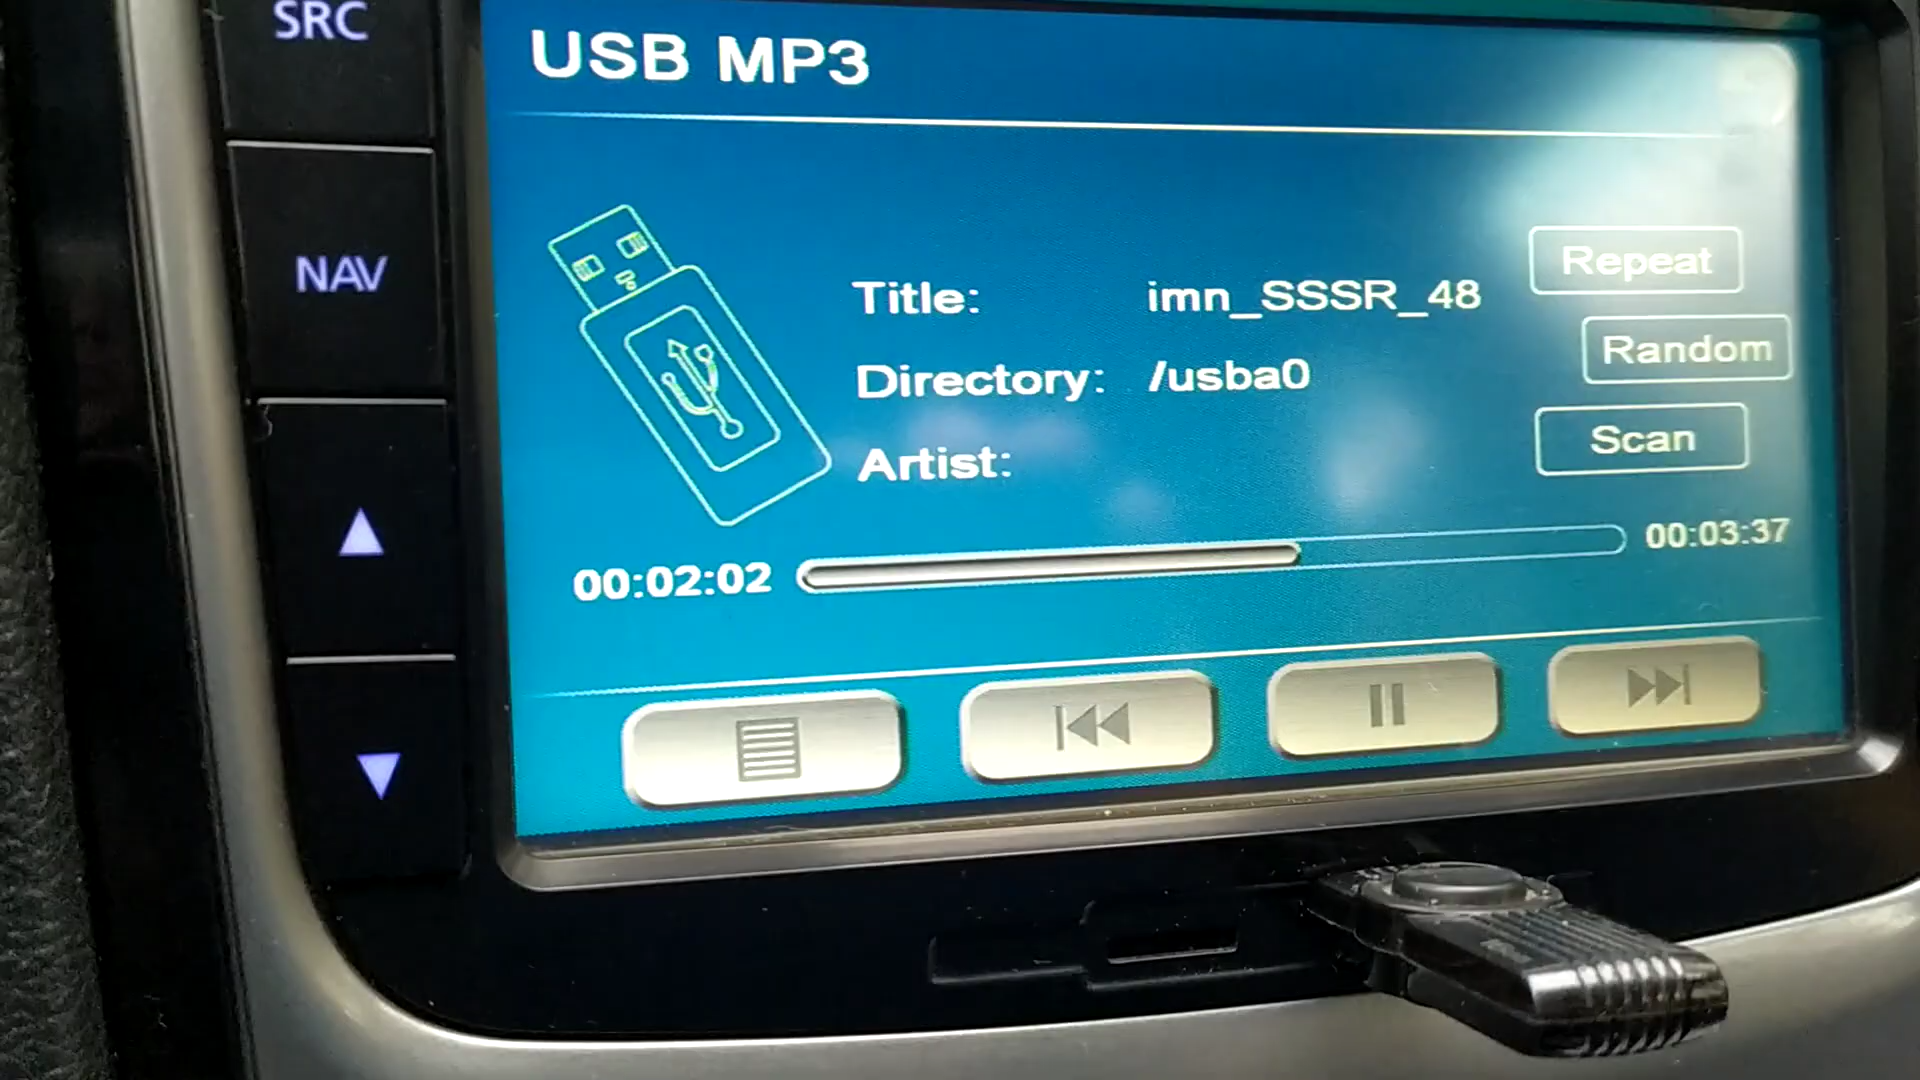 SRC
USB MP3
NAV
Title: imn_SSSR_48
Repeat
Random
Directory: /usba0
Scan
Artist:
00:02:02
00:03:37